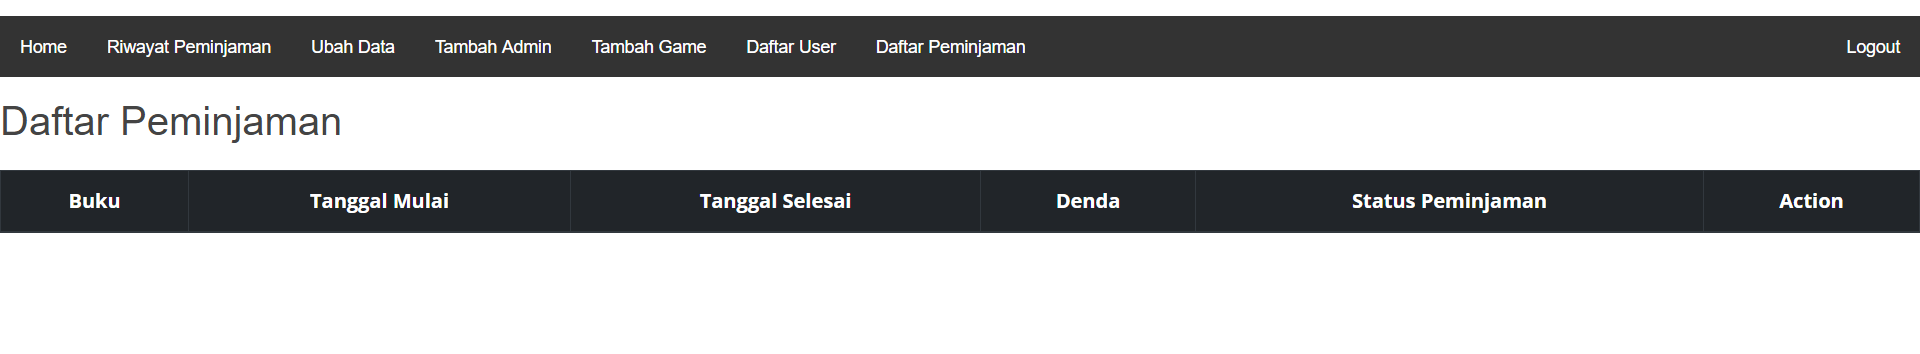 Home Riwayat Peminjaman Ubah Data Tambah Admin Tambah Game Daftar User Daftar Peminjaman Logout
Daftar Peminjaman
Buku Tanggal Mulai Tanggal Selesai Denda Status Peminjaman Action